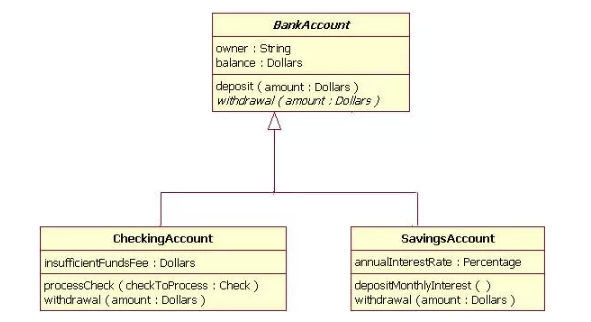 BankAccount
owner : String
balance : Dollars
deposit ( amount : Dollars )
withdrawal ( amount : Dollars )
CheckingAccount
insufficientFundsFee : Dollars
processCheck ( checkToProcess : Check )
withdrawal ( amount : Dollars )
SavingsAccount
annualInterestRate : Percentage
depositMonthlyInterest ( )
withdrawal ( amount : Dollars )